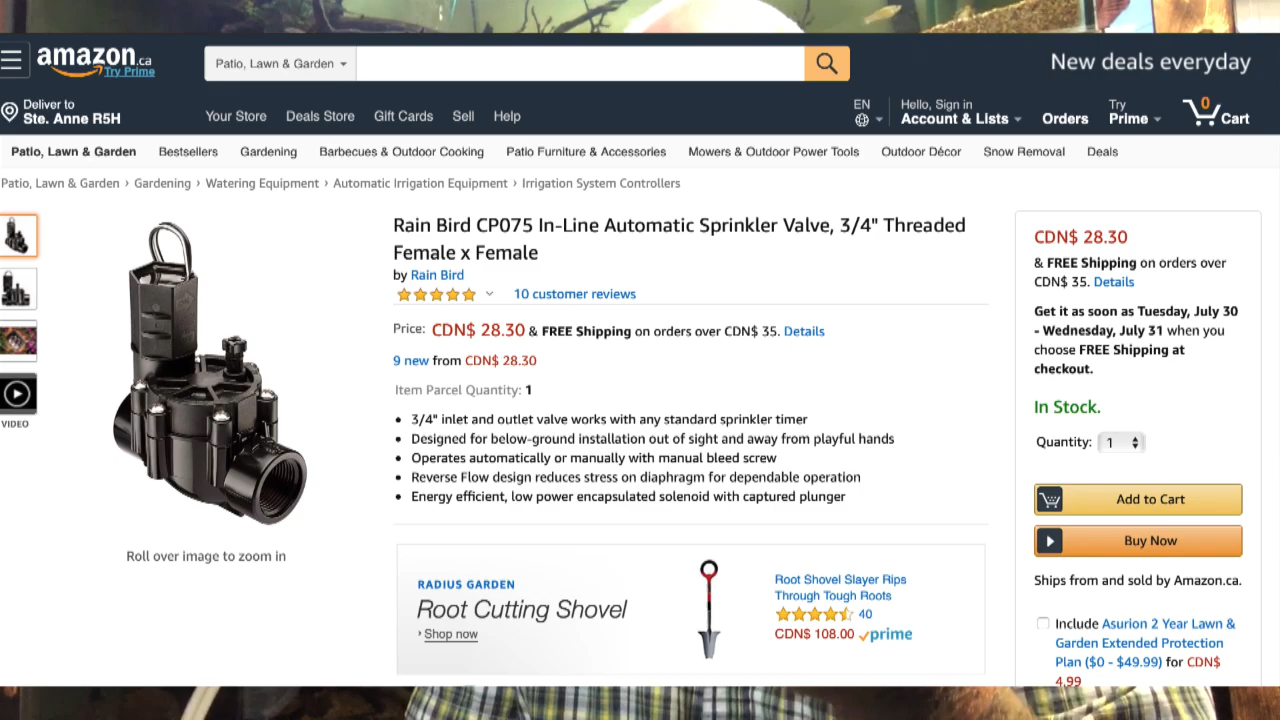 amazon.ca
Try Prime
Patio, Lawn & Garden
New deals everyday
Deliver to
Ste. Anne R5H
Your Store
Deals Store
Gift Cards
Sell
Help
EN
Hello, Sign in
Account & Lists
Orders
Try
Prime
0
Cart
Patio, Lawn & Garden
Bestsellers
Gardening
Barbecues & Outdoor Cooking
Patio Furniture & Accessories
Mowers & Outdoor Power Tools
Outdoor Décor
Snow Removal
Deals
Patio, Lawn & Garden › Gardening › Watering Equipment › Automatic Irrigation Equipment › Irrigation System Controllers
VIDEO
Roll over image to zoom in
Rain Bird CP075 In-Line Automatic Sprinkler Valve, 3/4" Threaded
Female x Female
by Rain Bird
10 customer reviews
Price: CDN$ 28.30 & FREE Shipping on orders over CDN$ 35. Details
9 new from CDN$ 28.30
Item Parcel Quantity: 1
• 3/4" inlet and outlet valve works with any standard sprinkler timer
• Designed for below-ground installation out of sight and away from playful hands
• Operates automatically or manually with manual bleed screw
• Reverse Flow design reduces stress on diaphragm for dependable operation
• Energy efficient, low power encapsulated solenoid with captured plunger
RADIUS GARDEN
Root Cutting Shovel
› Shop now
Root Shovel Slayer Rips
Through Tough Roots
40
CDN$ 108.00 prime
CDN$ 28.30
& FREE Shipping on orders over
CDN$ 35. Details
Get it as soon as Tuesday, July 30
- Wednesday, July 31 when you
choose FREE Shipping at
checkout.
In Stock.
Quantity: 1
Add to Cart
Buy Now
Ships from and sold by Amazon.ca.
Include Asurion 2 Year Lawn &
Garden Extended Protection
Plan ($0 - $49.99) for CDN$
4.99